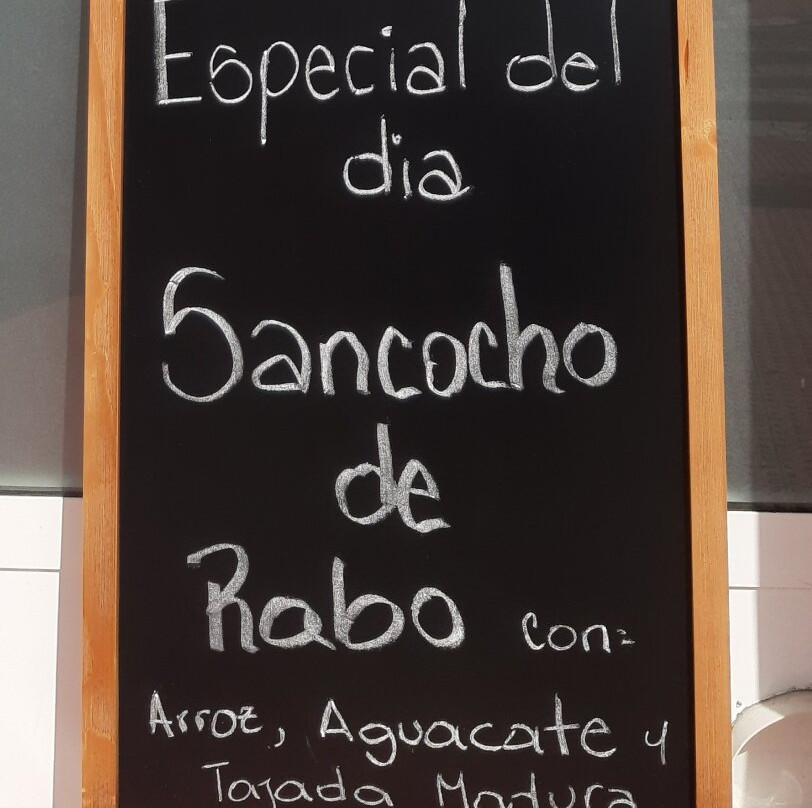 Especial del
dia
Sancocho
de
Rabo con:
Arroz, Aguacate y
Tajada Madura